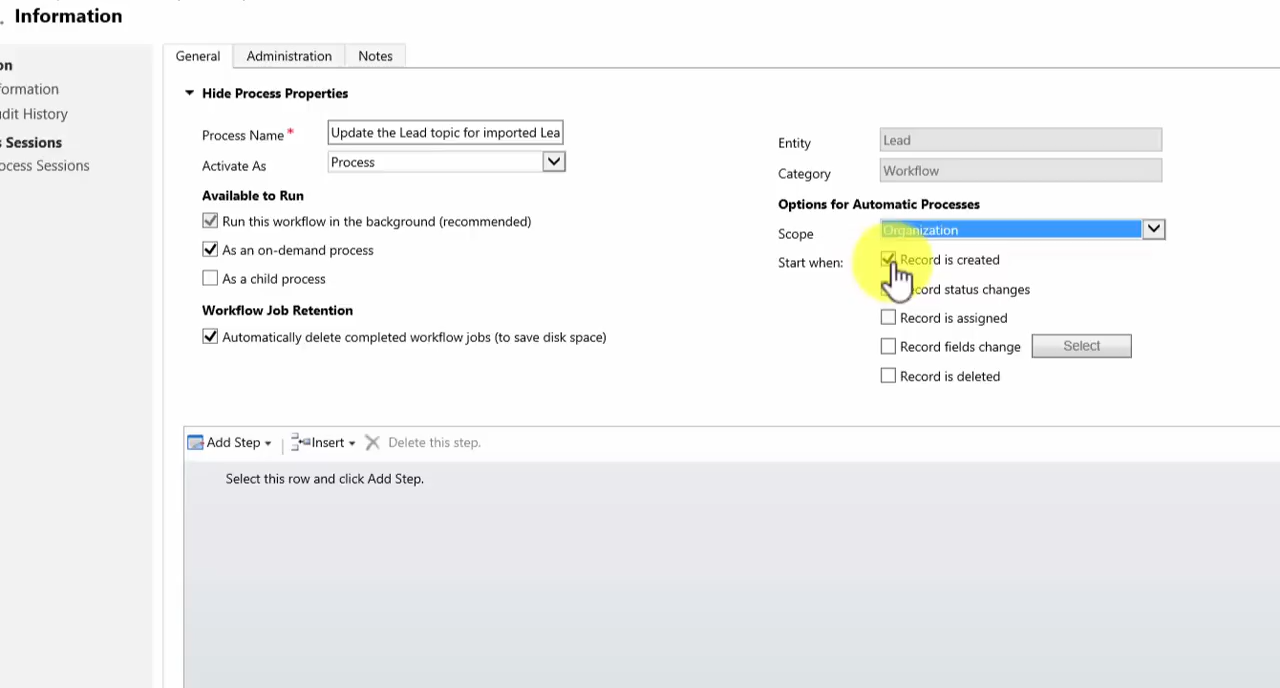 Information
General Administration Notes
on
formation
dit History
s Sessions
ocess Sessions
Hide Process Properties
Process Name*
Update the Lead topic for imported Lea
Activate As
Process
Available to Run
Run this workflow in the background (recommended)
As an on-demand process
As a child process
Workflow Job Retention
Automatically delete completed workflow jobs (to save disk space)
Entity
Lead
Category
Workflow
Options for Automatic Processes
Scope
Organization
Start when:
Record is created
cord status changes
Record is assigned
Record fields change
Select
Record is deleted
Add Step Insert Delete this step.
Select this row and click Add Step.